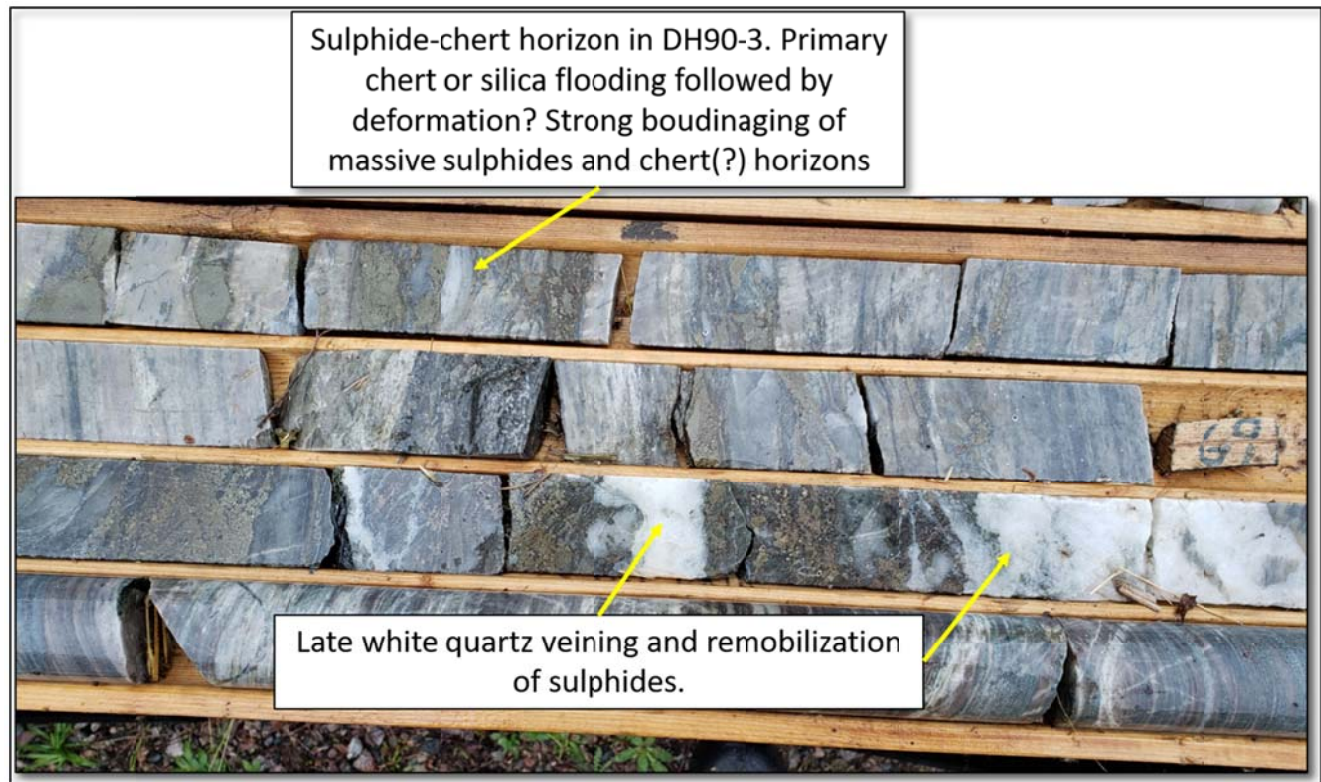 Sulphide-chert horizon in DH90-3. Primary
chert or silica flooding followed by
deformation? Strong boudinaging of
massive sulphides and chert(?) horizons
69
Late white quartz veining and remobilization
of sulphides.